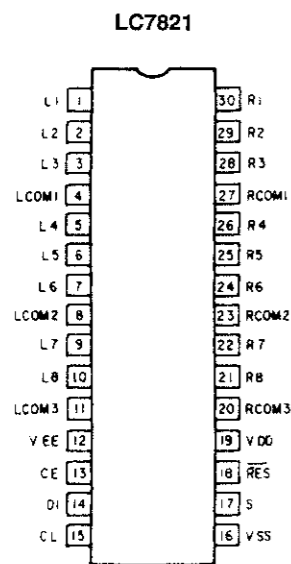 LC7821
L1 1 30 R1
L2 2 29 R2
L3 3 28 R3
LCOM1 4 27 RCOM1
L4 5 26 R4
L5 6 25 R5
L6 7 24 R6
LCOM2 8 23 RCOM2
L7 9 22 R7
L8 10 21 R8
LCOM3 11 20 RCOM3
VEE 12 19 VDD
CE 13 18 R̅E̅S̅
DI 14 17 S
CL 15 16 VSS